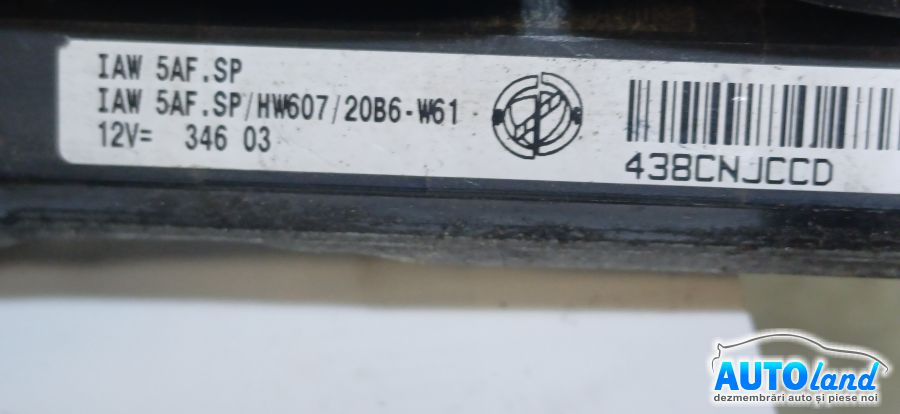 IAW 5AF.SP
IAW 5AF.SP/HW607/20B6-W61
12V= 346 03
438CNJCCD
AUTOland
dezmembrări auto și piese noi